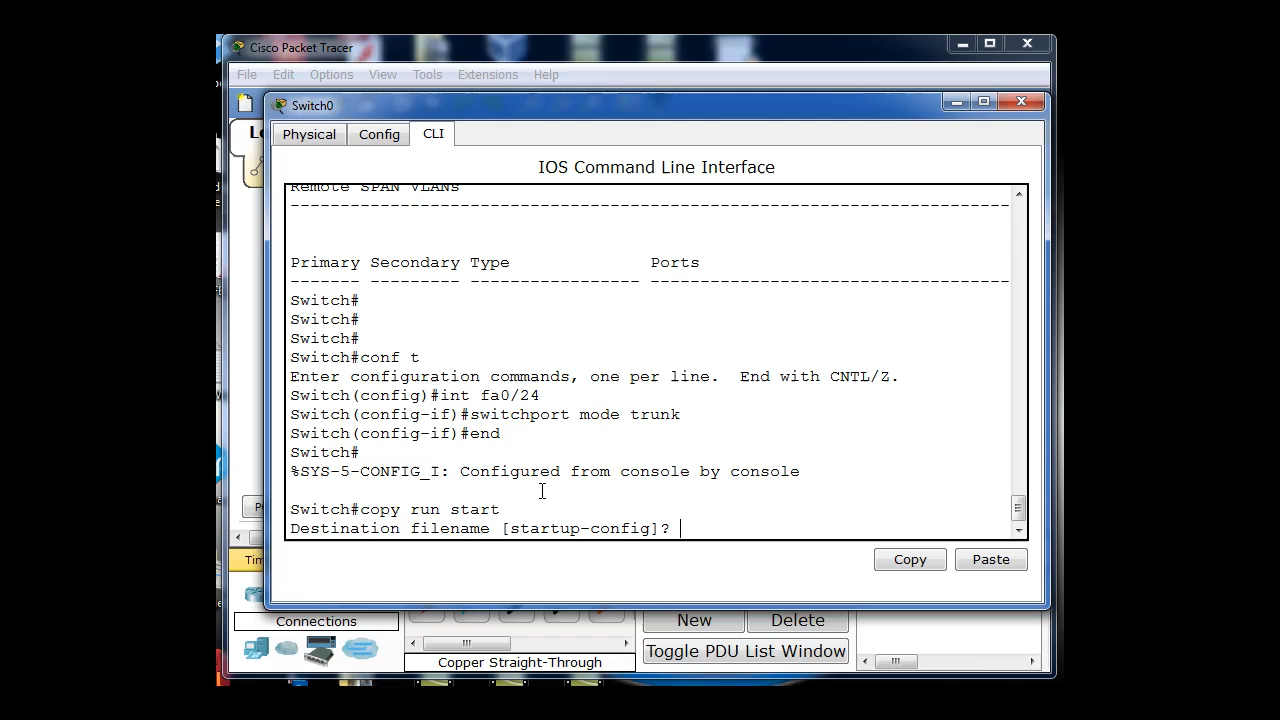 Cisco Packet Tracer
File Edit Options View Tools Extensions Help
Switch0
Physical Config CLI
IOS Command Line Interface
Remote SPAN VLANs
------------------------------------------------------------------------
Primary Secondary Type Ports
------- --------- ----------------- ------------------------------------
Switch#
Switch#
Switch#
Switch#conf t
Enter configuration commands, one per line. End with CNTL/Z.
Switch(config)#int fa0/24
Switch(config-if)#switchport mode trunk
Switch(config-if)#end
Switch#
%SYS-5-CONFIG_I: Configured from console by console
Switch#copy run start
Destination filename [startup-config]?
Copy Paste
Connections
New Delete
Toggle PDU List Window
Copper Straight-Through